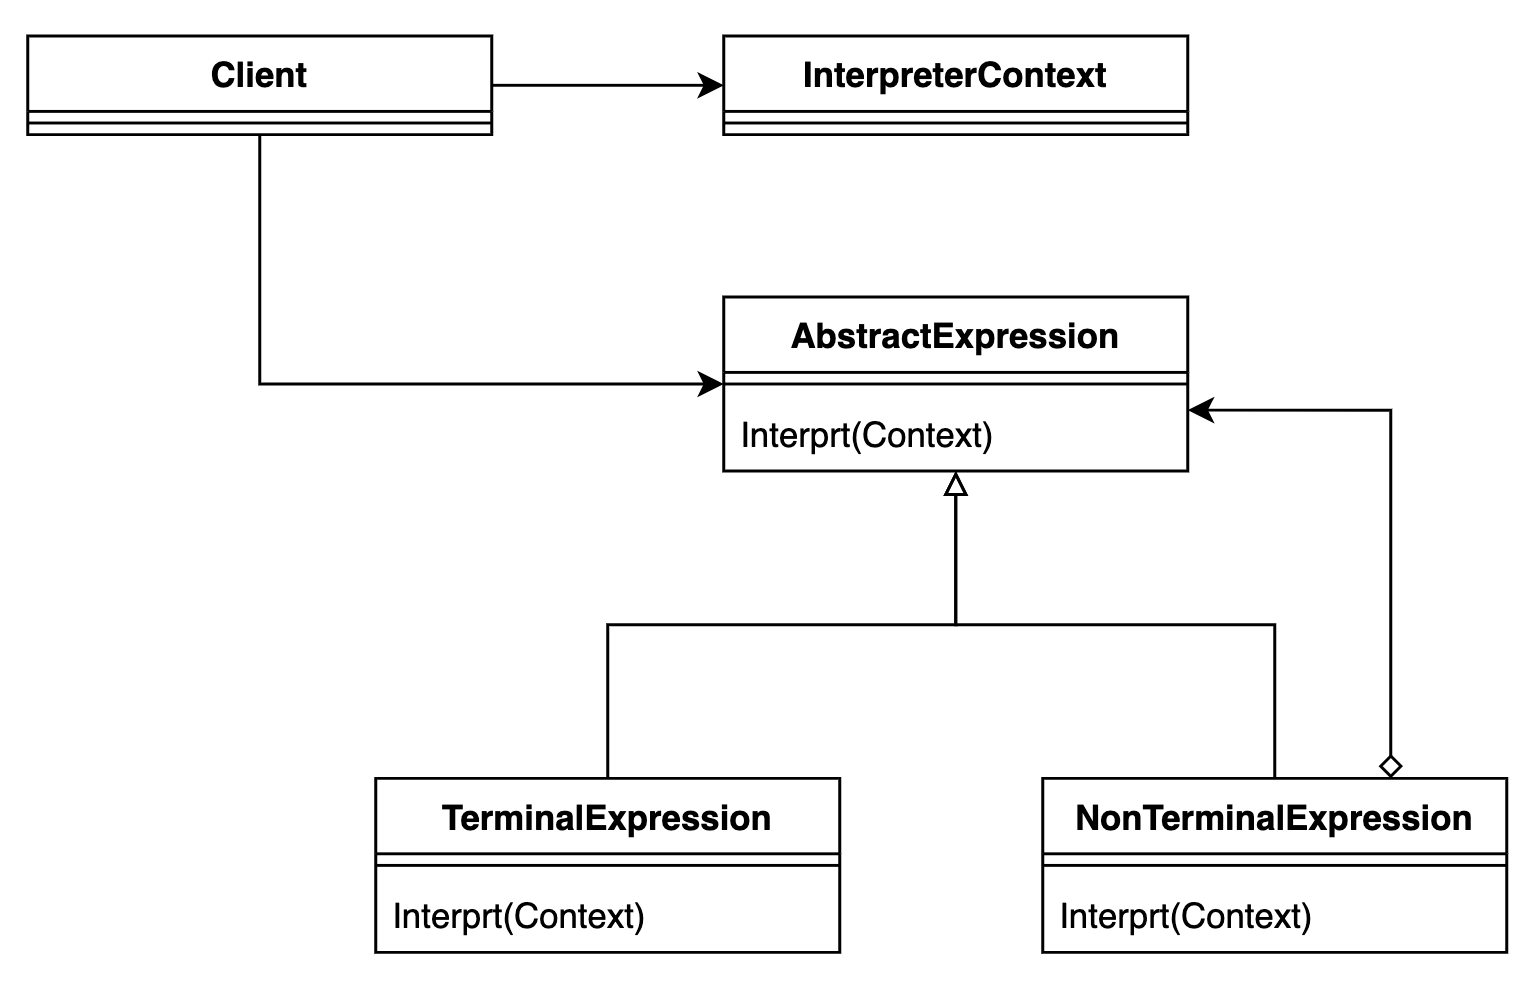 Client
InterpreterContext
AbstractExpression
Interprt(Context)
TerminalExpression
Interprt(Context)
NonTerminalExpression
Interprt(Context)